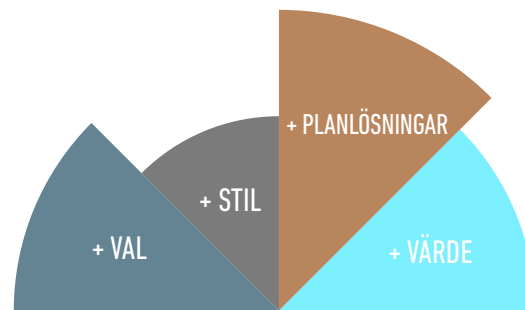 + PLANLÖSNINGAR
+ STIL
+ VAL
+ VÄRDE